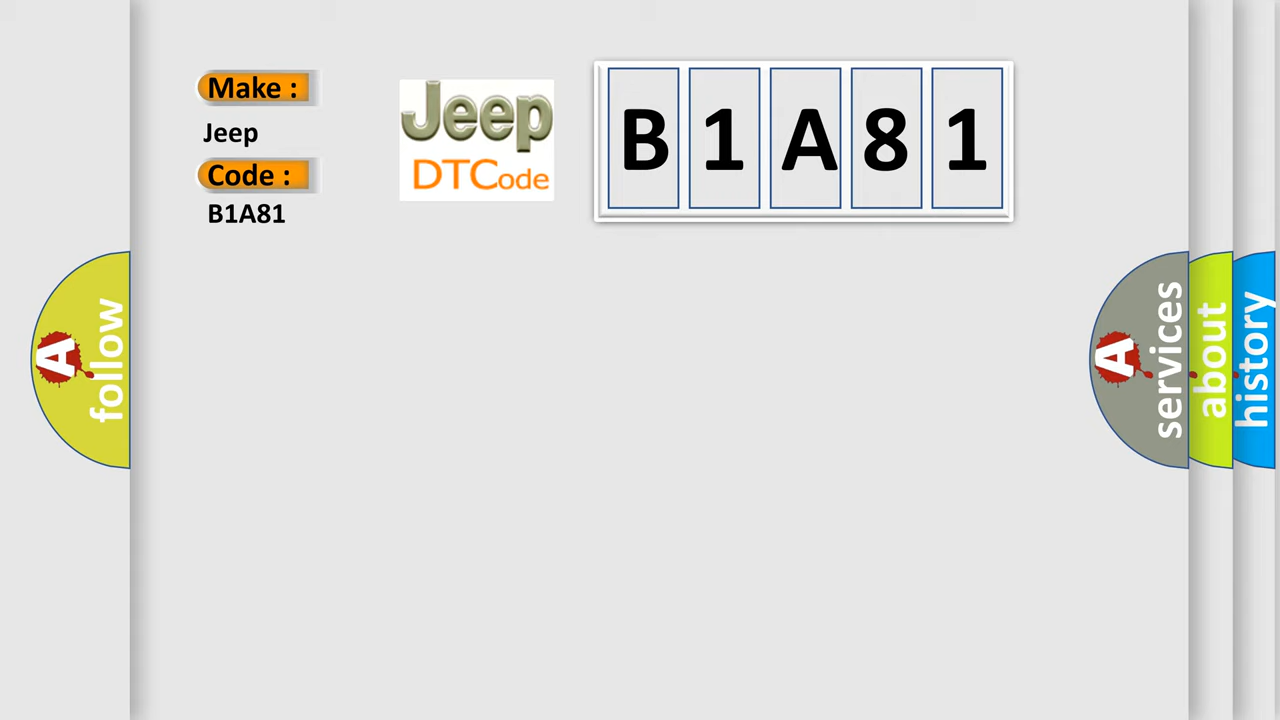 Make :
Jeep
Code :
B1A81
Jeep
DTCode
B 1 A 8 1
A follow
A services
about
history